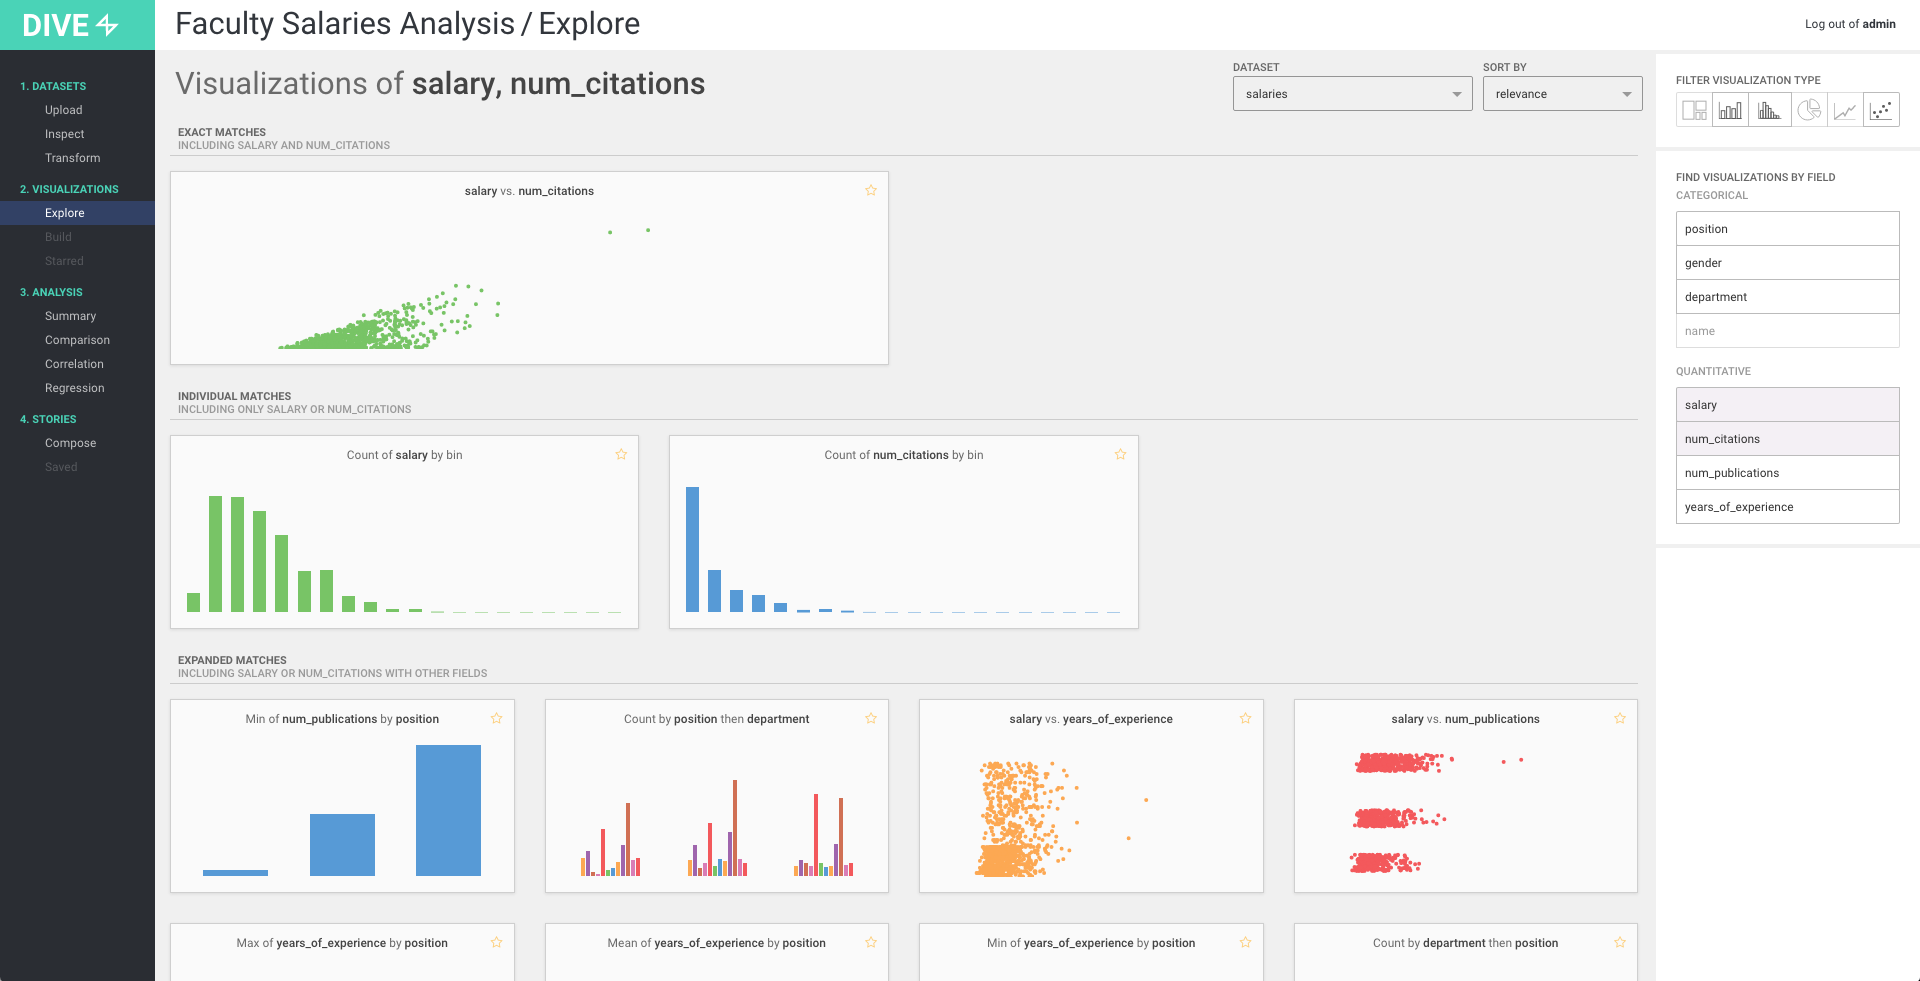 DIVE
Faculty Salaries Analysis / Explore
Log out of admin
1. DATASETS
Upload
Inspect
Transform
2. VISUALIZATIONS
Explore
Build
Starred
3. ANALYSIS
Summary
Comparison
Correlation
Regression
4. STORIES
Compose
Saved
Visualizations of salary, num_citations
DATASET
salaries
SORT BY
relevance
EXACT MATCHES
INCLUDING SALARY AND NUM_CITATIONS
salary vs. num_citations
INDIVIDUAL MATCHES
INCLUDING ONLY SALARY OR NUM_CITATIONS
Count of salary by bin
Count of num_citations by bin
EXPANDED MATCHES
INCLUDING SALARY OR NUM_CITATIONS WITH OTHER FIELDS
Min of num_publications by position
Count by position then department
salary vs. years_of_experience
salary vs. num_publications
Max of years_of_experience by position
Mean of years_of_experience by position
Min of years_of_experience by position
Count by department then position
FILTER VISUALIZATION TYPE
FIND VISUALIZATIONS BY FIELD
CATEGORICAL
position
gender
department
name
QUANTITATIVE
salary
num_citations
num_publications
years_of_experience